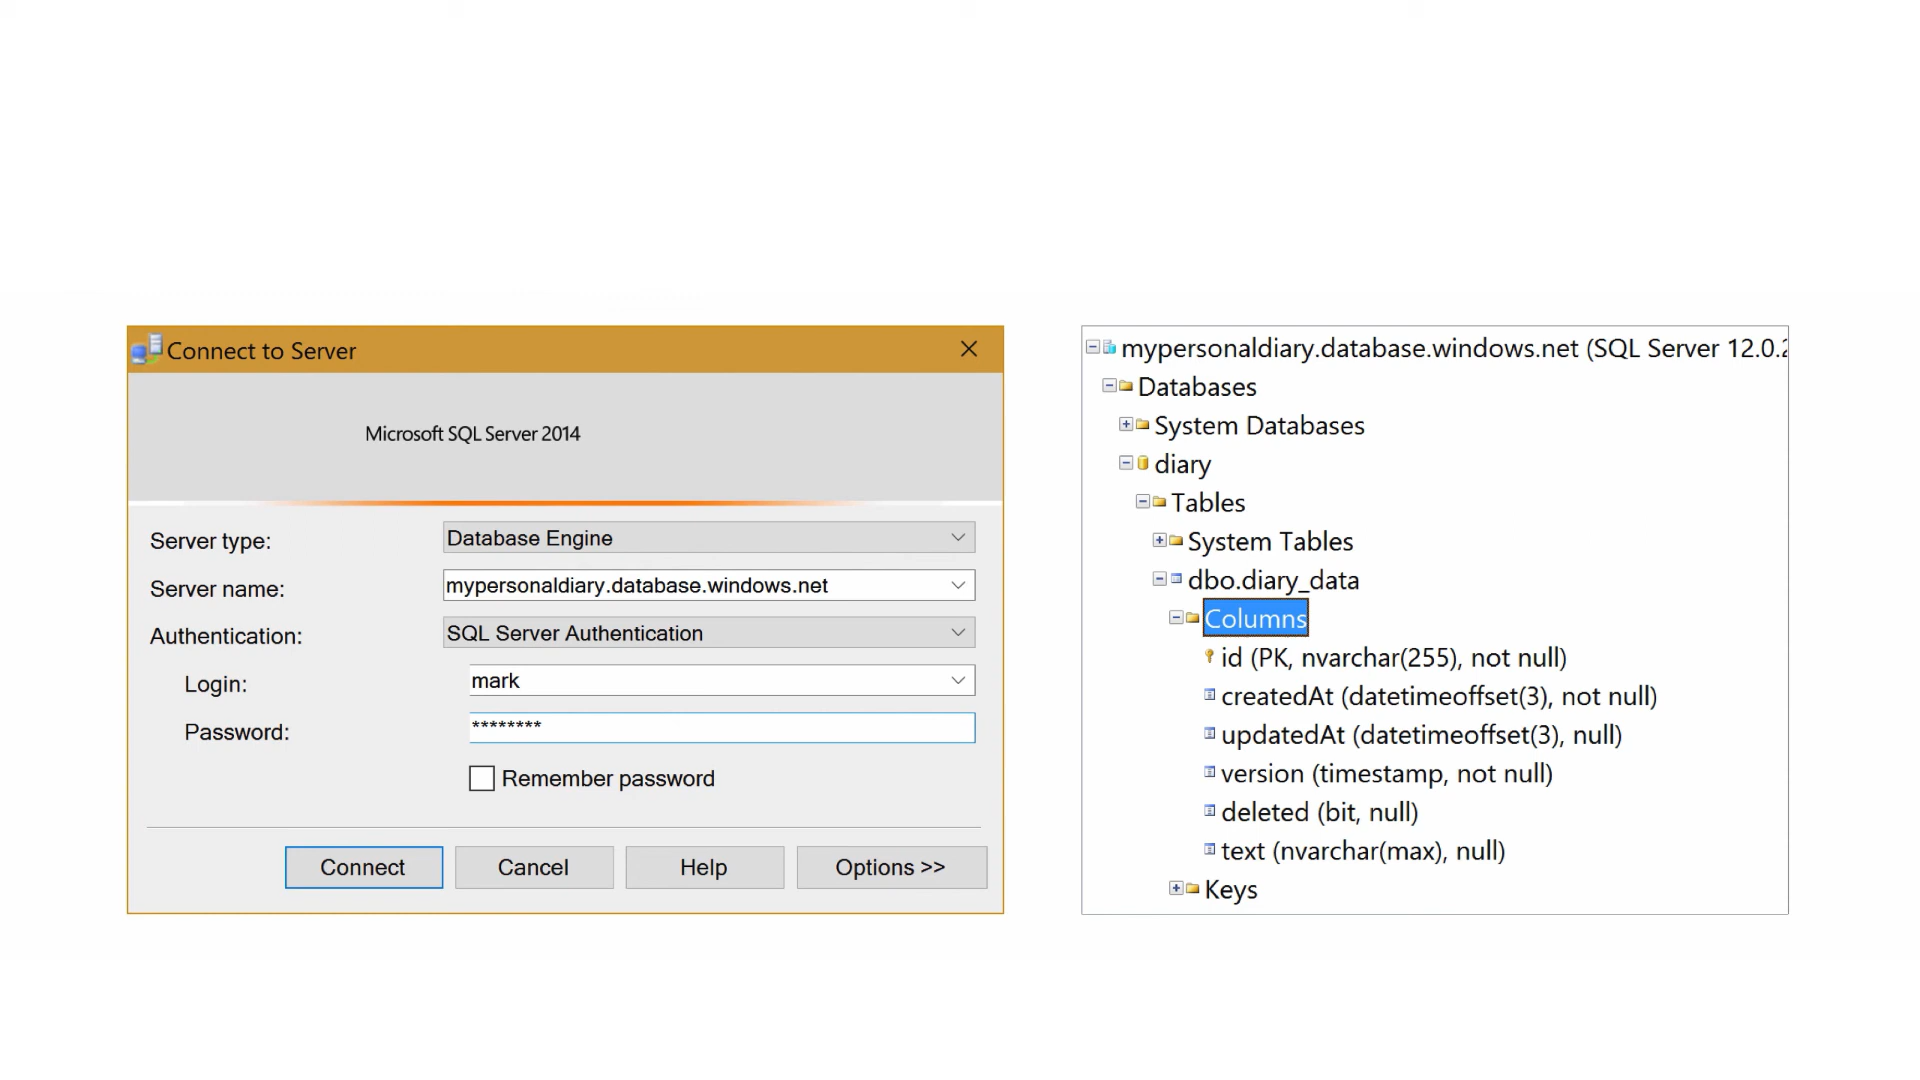 Connect to Server
Microsoft SQL Server 2014
Server type: Database Engine
Server name: mypersonaldiary.database.windows.net
Authentication: SQL Server Authentication
Login: mark
Password: ********
Remember password
Connect Cancel Help Options >>
mypersonaldiary.database.windows.net (SQL Server 12.0.2
Databases
System Databases
diary
Tables
System Tables
dbo.diary_data
Columns
id (PK, nvarchar(255), not null)
createdAt (datetimeoffset(3), not null)
updatedAt (datetimeoffset(3), null)
version (timestamp, not null)
deleted (bit, null)
text (nvarchar(max), null)
Keys